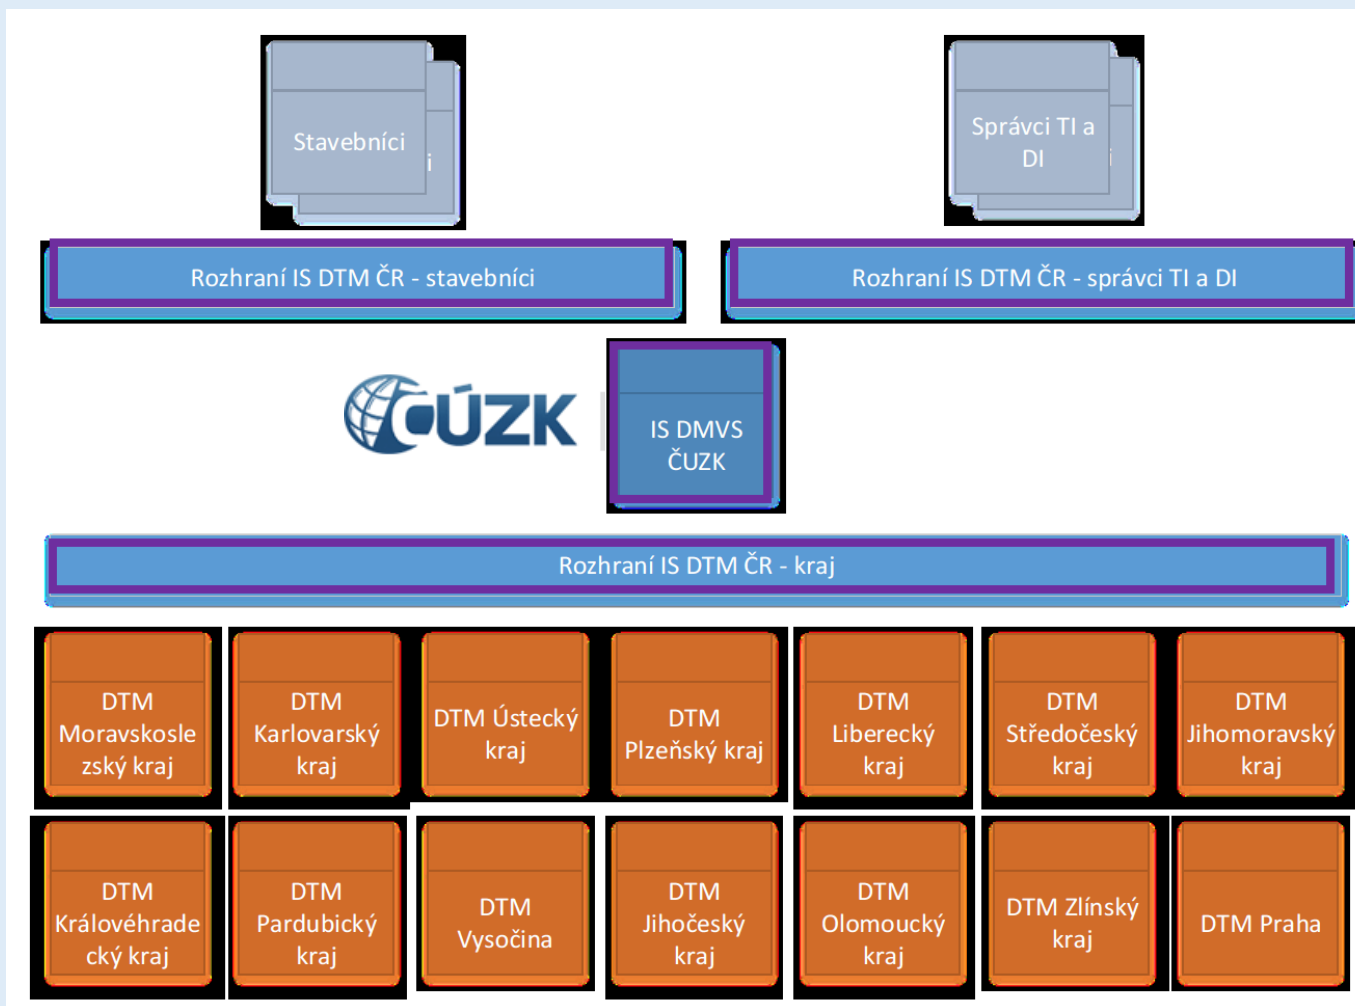 Stavebníci
i
Správci TI a
DI
i
Rozhraní IS DTM ČR - stavebníci
Rozhraní IS DTM ČR - správci TI a DI
ČÚZK
IS DMVS
ČUZK
Rozhraní IS DTM ČR - kraj
DTM
Moravskosle
zský kraj
DTM
Karlovarský
kraj
DTM Ústecký
kraj
DTM
Plzeňský kraj
DTM
Liberecký
kraj
DTM
Středočeský
kraj
DTM
Jihomoravský
kraj
DTM
Královéhrade
cký kraj
DTM
Pardubický
kraj
DTM
Vysočina
DTM
Jihočeský
kraj
DTM
Olomoucký
kraj
DTM Zlínský
kraj
DTM Praha